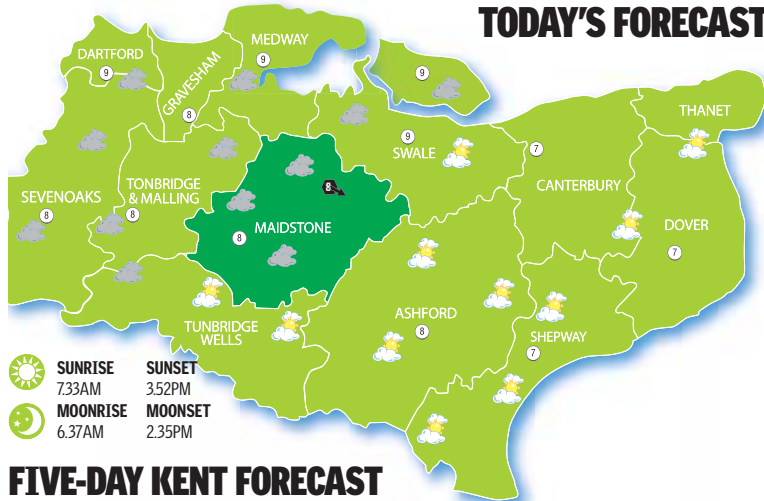 TODAY'S FORECAST
MEDWAY
9
DARTFORD
9
GRAVESHAM
8
9
THANET
9
SWALE
7
CANTERBURY
SEVENOAKS
8
TONBRIDGE
& MALLING
8
8
MAIDSTONE
8
DOVER
7
ASHFORD
8
TUNBRIDGE
WELLS
SHEPWAY
7
SUNRISE SUNSET
7.33AM 3.52PM
MOONRISE MOONSET
6.37AM 2.35PM
FIVE-DAY KENT FORECAST